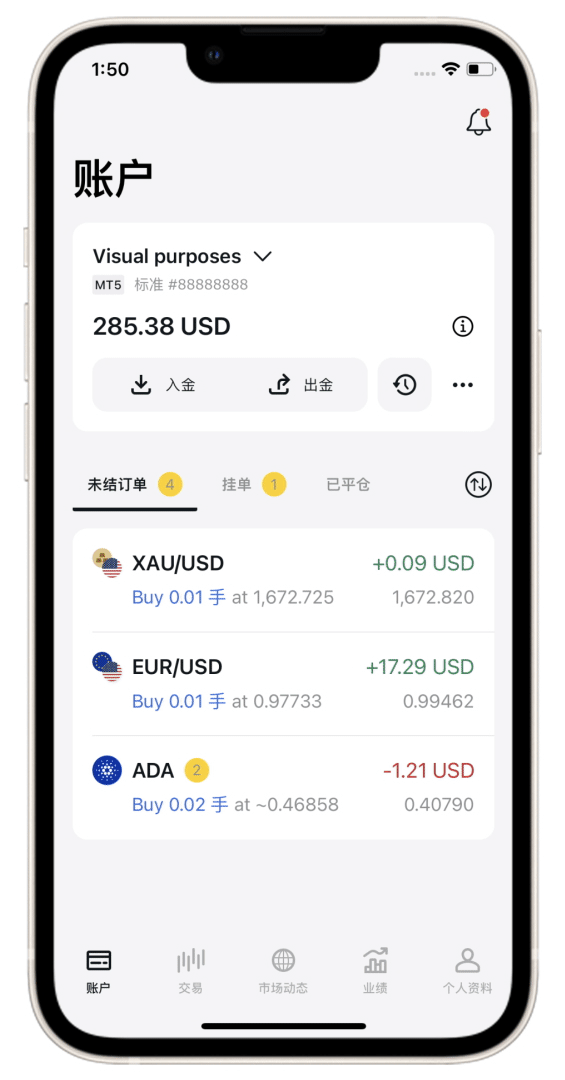 1:50
账户
Visual purposes
MT5 标准 #88888888
285.38 USD
入金 出金
未结订单 4 挂单 1 已平仓
XAU/USD +0.09 USD
Buy 0.01 手 at 1,672.725 1,672.820
EUR/USD +17.29 USD
Buy 0.01 手 at 0.97733 0.99462
ADA 2 -1.21 USD
Buy 0.02 手 at ~0.46858 0.40790
账户 交易 市场动态 业绩 个人资料